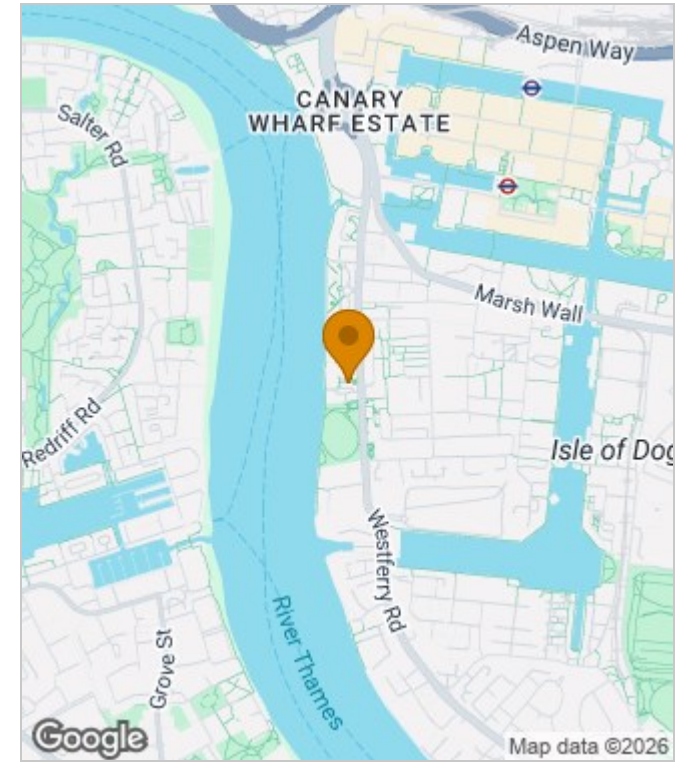 Aspen Way
CANARY
WHARF ESTATE
Salter Rd
Marsh Wall
Redriff Rd
Isle of Dog
Westferry Rd
River Thames
Grove St
Google
Map data ©2026